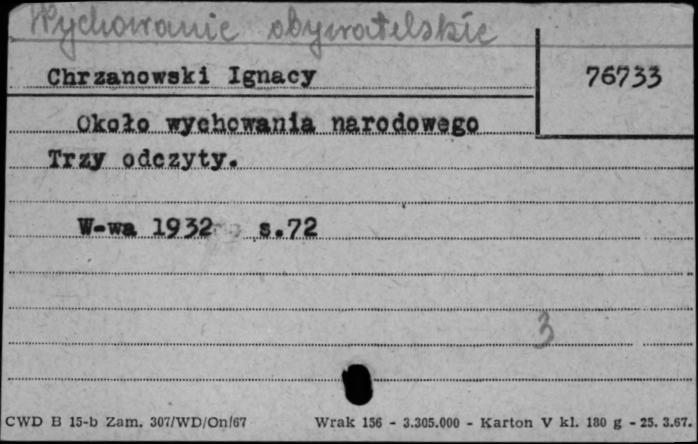 Wychowanie obywatelskie
Chrzanowski Ignacy
76733
Około wychowania narodowego
Trzy odczyty.
W-wa 1932 s.72
3
CWD B 15-b Zam. 307/WD/On/67 Wrak 156 - 3.305.000 - Karton V kl. 180 g - 25.3.67.